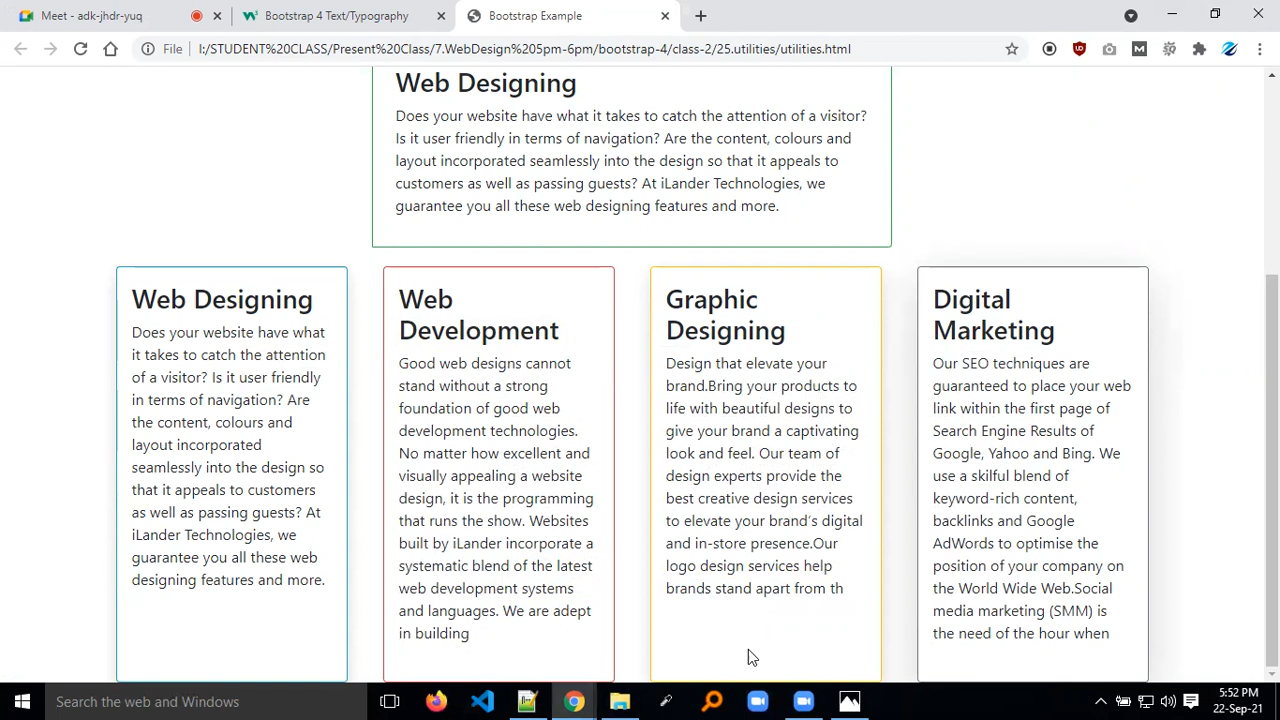 Meet - adk-jhdr-yuq
Bootstrap 4 Text/Typography
Bootstrap Example
File
I:/STUDENT%20CLASS/Present%20Class/7.WebDesign%205pm-6pm/bootstrap-4/class-2/25.utilities/utilities.html
Web Designing
Does your website have what it takes to catch the attention of a visitor?
Is it user friendly in terms of navigation? Are the content, colours and
layout incorporated seamlessly into the design so that it appeals to
customers as well as passing guests? At iLander Technologies, we
guarantee you all these web designing features and more.
Web Designing
Does your website have what
it takes to catch the attention
of a visitor? Is it user friendly
in terms of navigation? Are
the content, colours and
layout incorporated
seamlessly into the design so
that it appeals to customers
as well as passing guests? At
iLander Technologies, we
guarantee you all these web
designing features and more.
Web
Development
Good web designs cannot
stand without a strong
foundation of good web
development technologies.
No matter how excellent and
visually appealing a website
design, it is the programming
that runs the show. Websites
built by iLander incorporate a
systematic blend of the latest
web development systems
and languages. We are adept
in building
Graphic
Designing
Design that elevate your
brand.Bring your products to
life with beautiful designs to
give your brand a captivating
look and feel. Our team of
design experts provide the
best creative design services
to elevate your brand's digital
and in-store presence.Our
logo design services help
brands stand apart from th
Digital
Marketing
Our SEO techniques are
guaranteed to place your web
link within the first page of
Search Engine Results of
Google, Yahoo and Bing. We
use a skilful blend of
keyword-rich content,
backlinks and Google
AdWords to optimise the
position of your company on
the World Wide Web.Social
media marketing (SMM) is
the need of the hour when
Search the web and Windows
5:52 PM
22-Sep-21